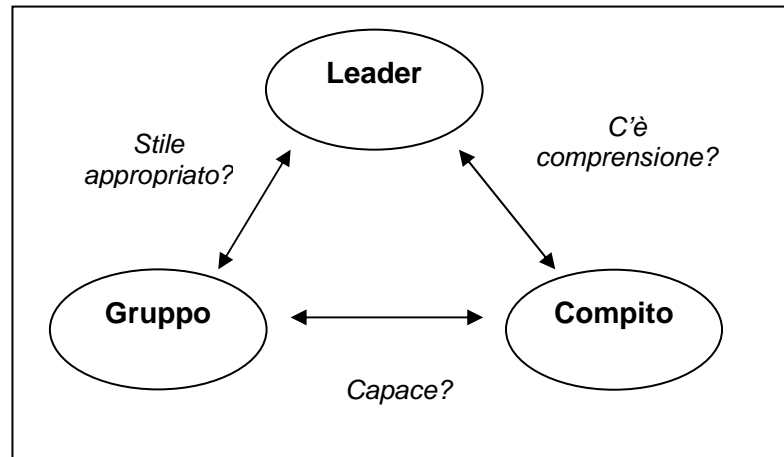 Leader
Stile
appropriato?
C'è
comprensione?
Gruppo
Compito
Capace?